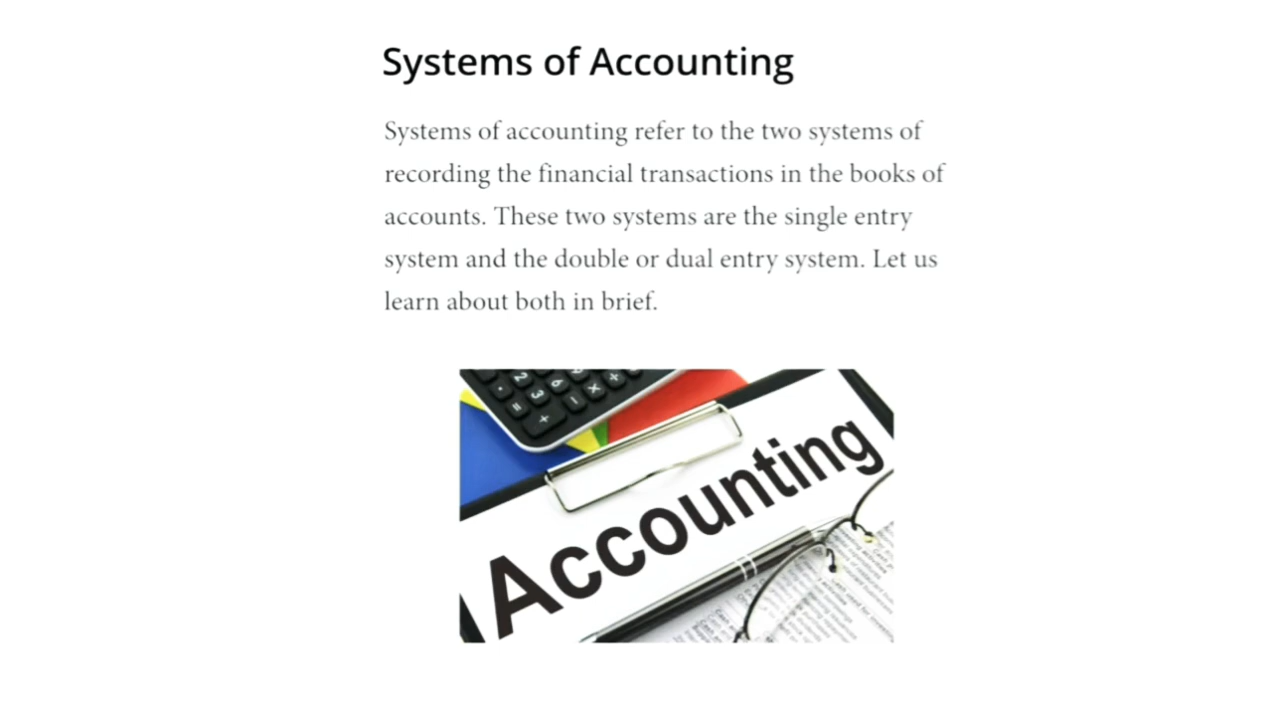 Systems of Accounting
Systems of accounting refer to the two systems of
recording the financial transactions in the books of
accounts. These two systems are the single entry
system and the double or dual entry system. Let us
learn about both in brief.
Accounting